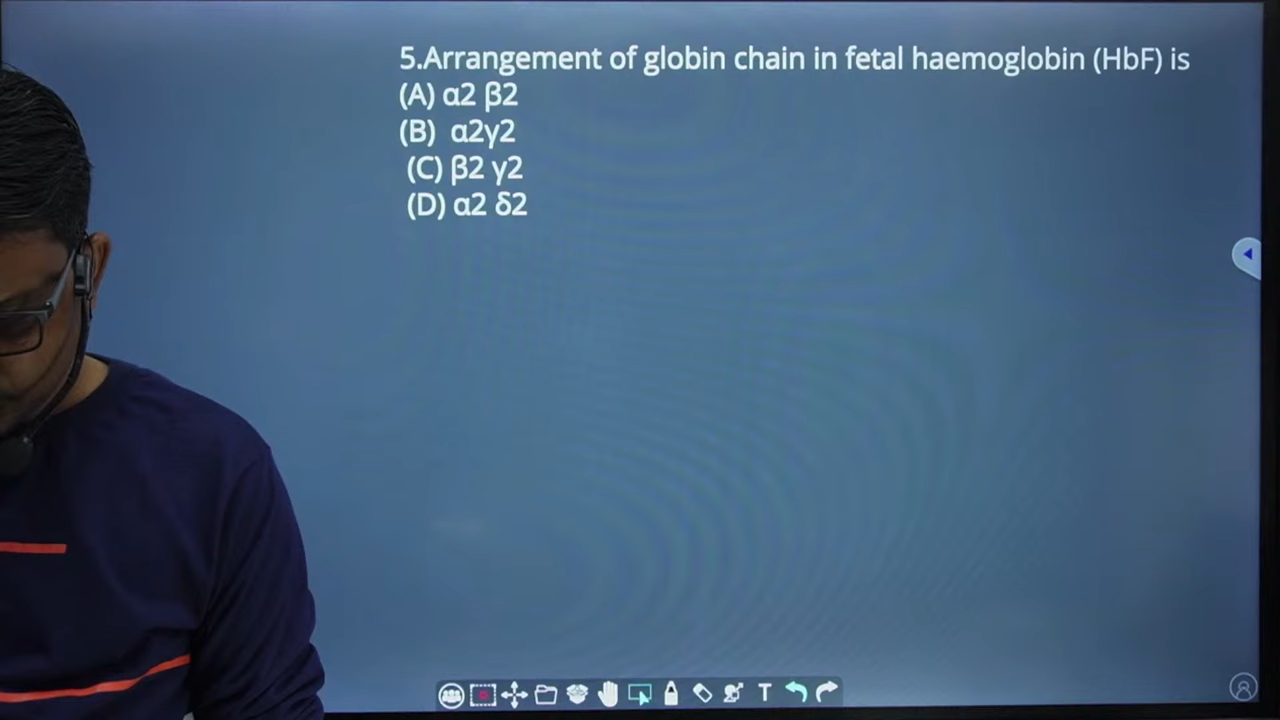 5.Arrangement of globin chain in fetal haemoglobin (HbF) is
(A) α2 β2
(B) α2γ2
(C) β2 γ2
(D) α2 δ2
T